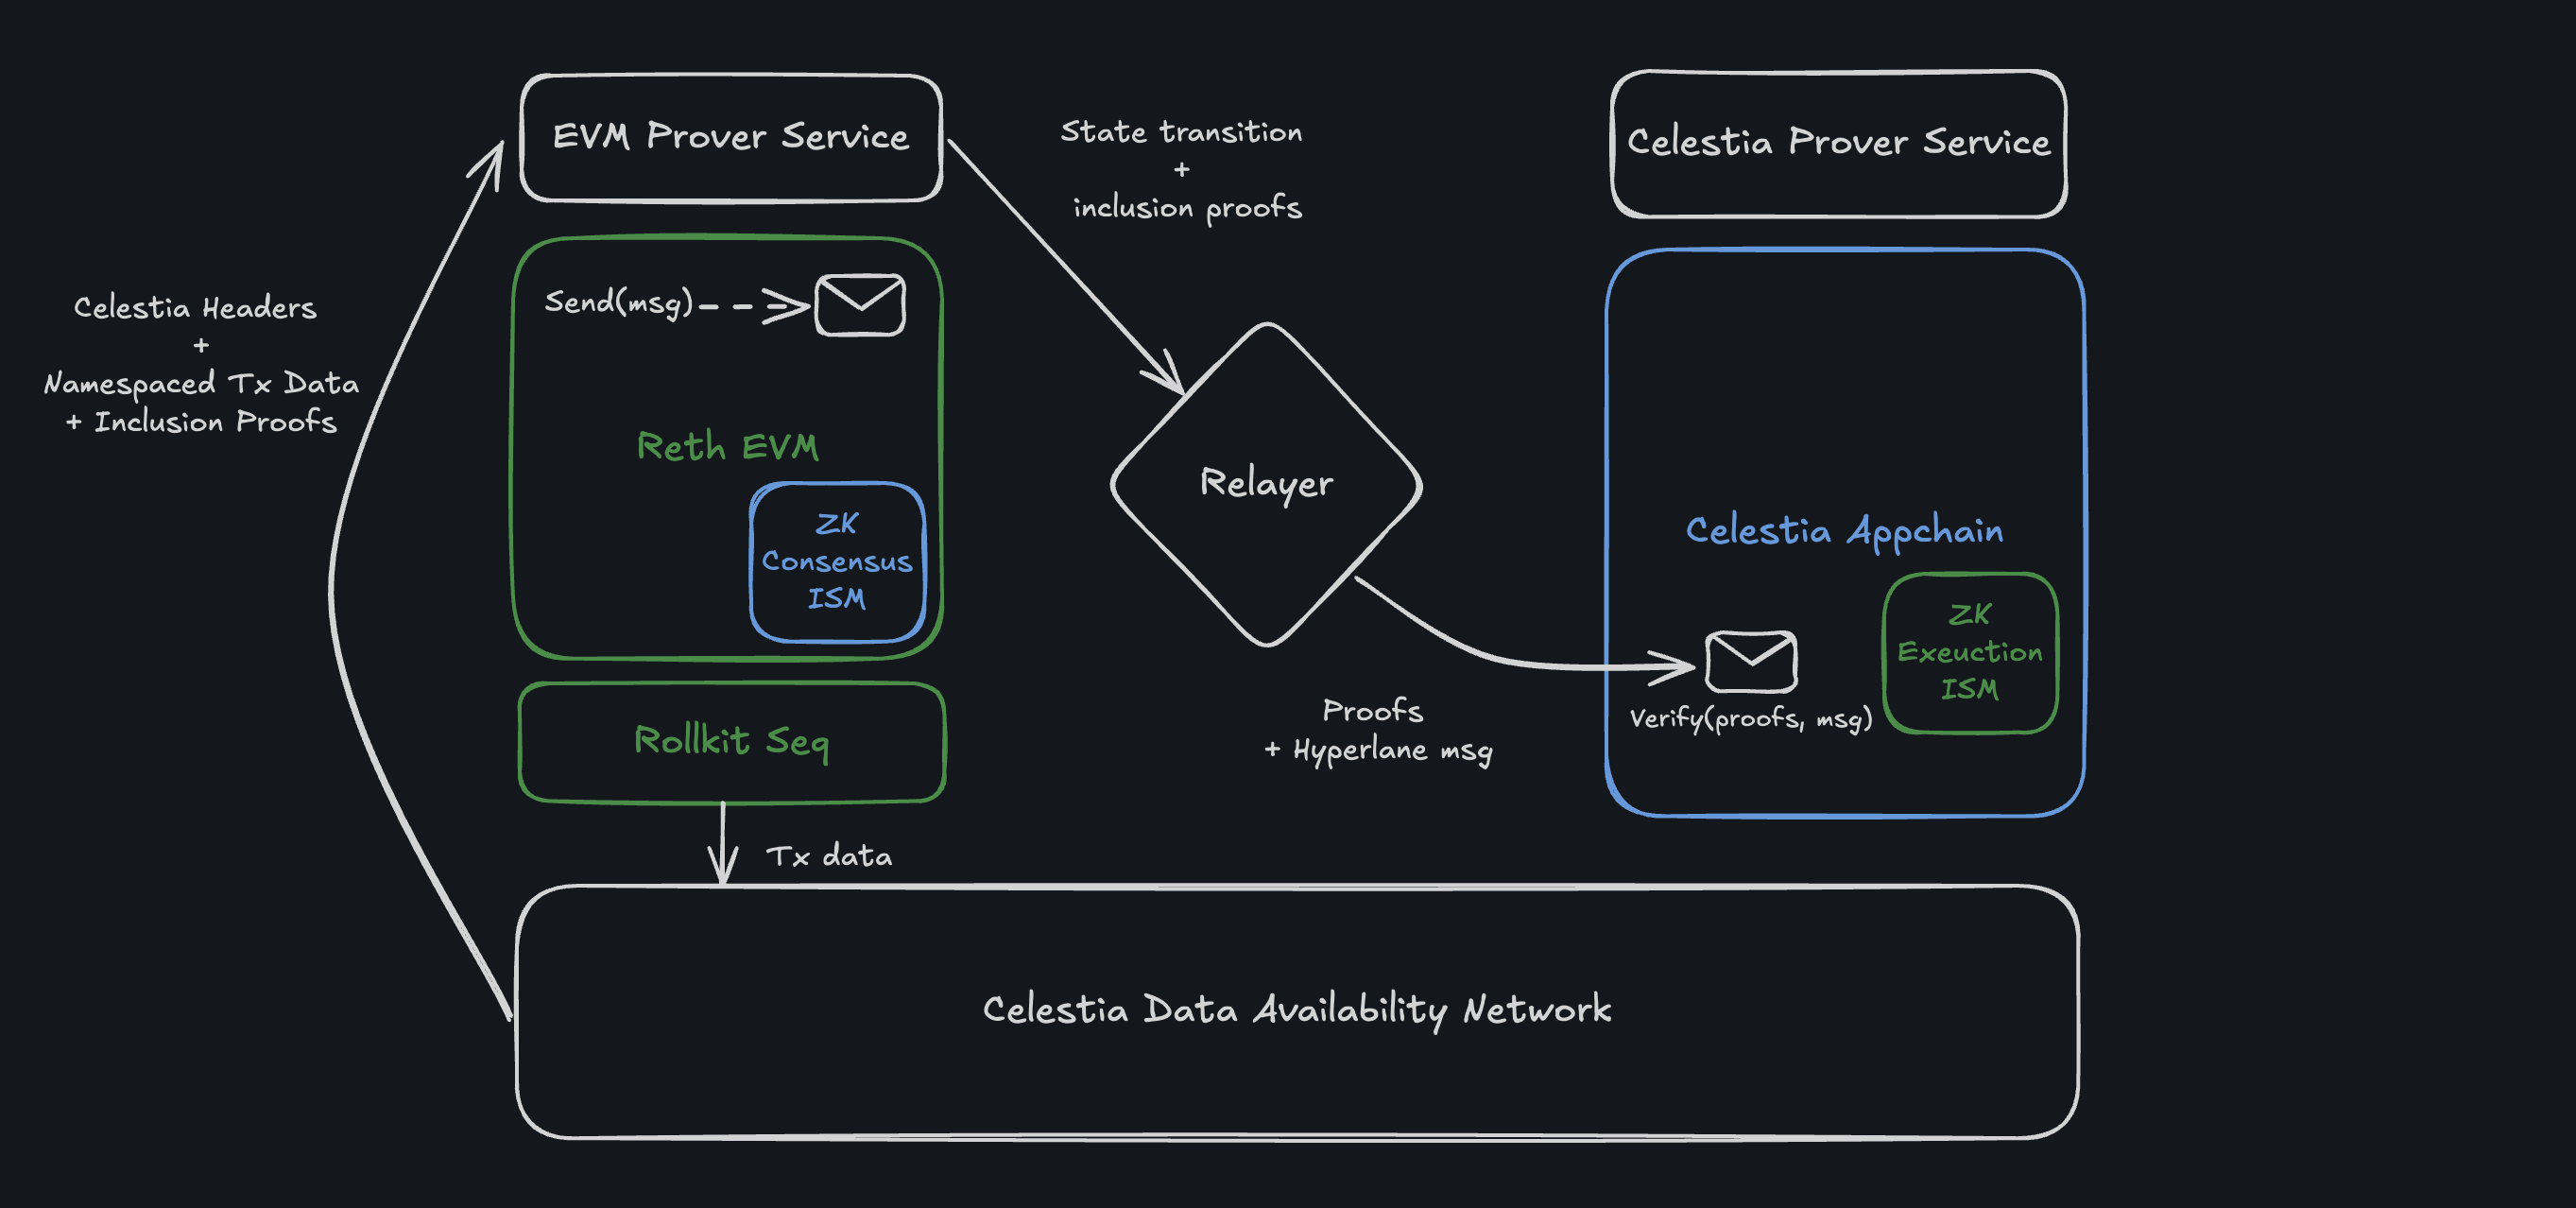 EVM Prover Service
State transition
+
inclusion proofs
Celestia Prover Service
Celestia Headers
+
Namespaced Tx Data
+ Inclusion Proofs
Send(msg)
Reth EVM
ZK
Consensus
ISM
Relayer
Celestia Appchain
ZK
Exeuction
ISM
Verify(proofs, msg)
Proofs
+ Hyperlane msg
Rollkit Seq
Tx data
Celestia Data Availability Network